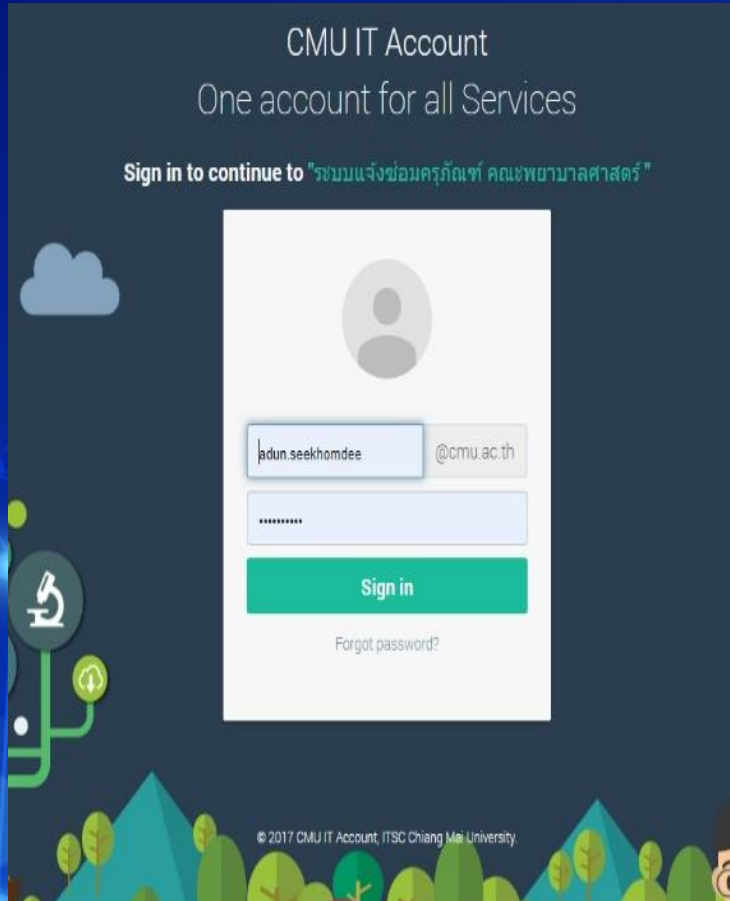 CMU IT Account
One account for all Services
Sign in to continue to "ระบบแจ้งซ่อมครุภัณฑ์ คณะพยาบาลศาสตร์ "
adun.seekhomdee @cmu.ac.th
••••••••••
Sign in
Forgot password?
© 2017 CMU IT Account, ITSC Chiang Mai University.